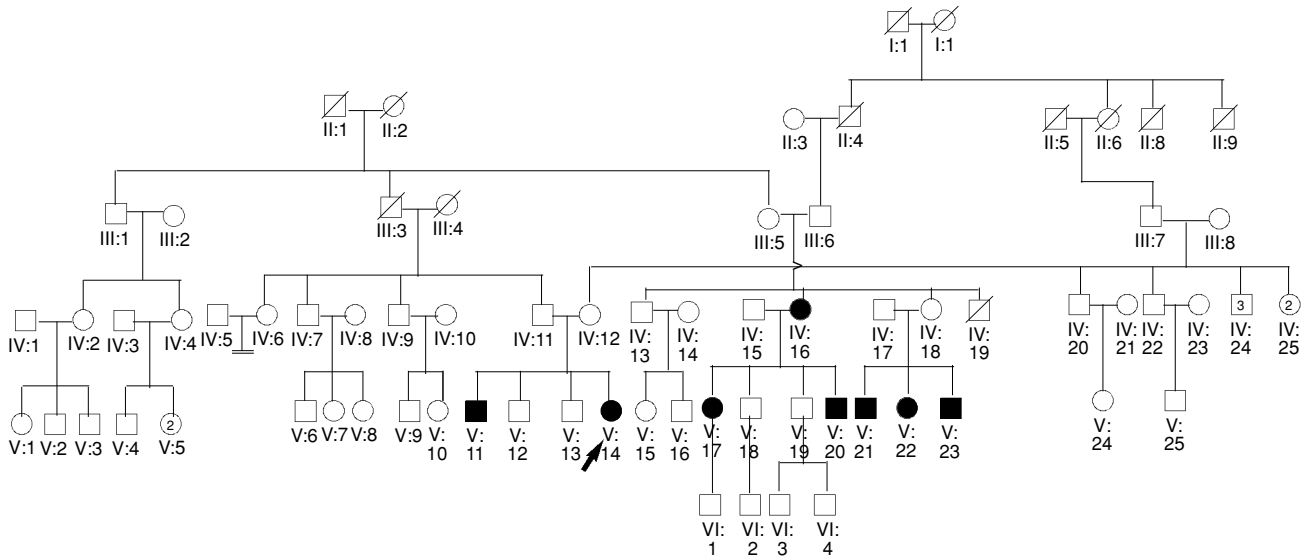 I:1 I:1
II:1 II:2 II:3 II:4 II:5 II:6 II:8 II:9
III:1 III:2 III:3 III:4 III:5 III:6 III:7 III:8
3 2
IV:1 IV:2 IV:3 IV:4 IV:5 IV:6 IV:7 IV:8 IV:9 IV:10 IV:11 IV:12 IV: IV: IV: IV: IV: IV: IV: IV: IV: IV: IV: IV: IV:
13 14 15 16 17 18 19 20 21 22 23 24 25
2
V:1 V:2 V:3 V:4 V:5 V:6 V:7 V:8 V:9 V: V: V: V: V: V: V: V: V: V: V: V: V: V: V: V:
10 11 12 13 14 15 16 17 18 19 20 21 22 23 24 25
VI: VI: VI: VI:
1 2 3 4